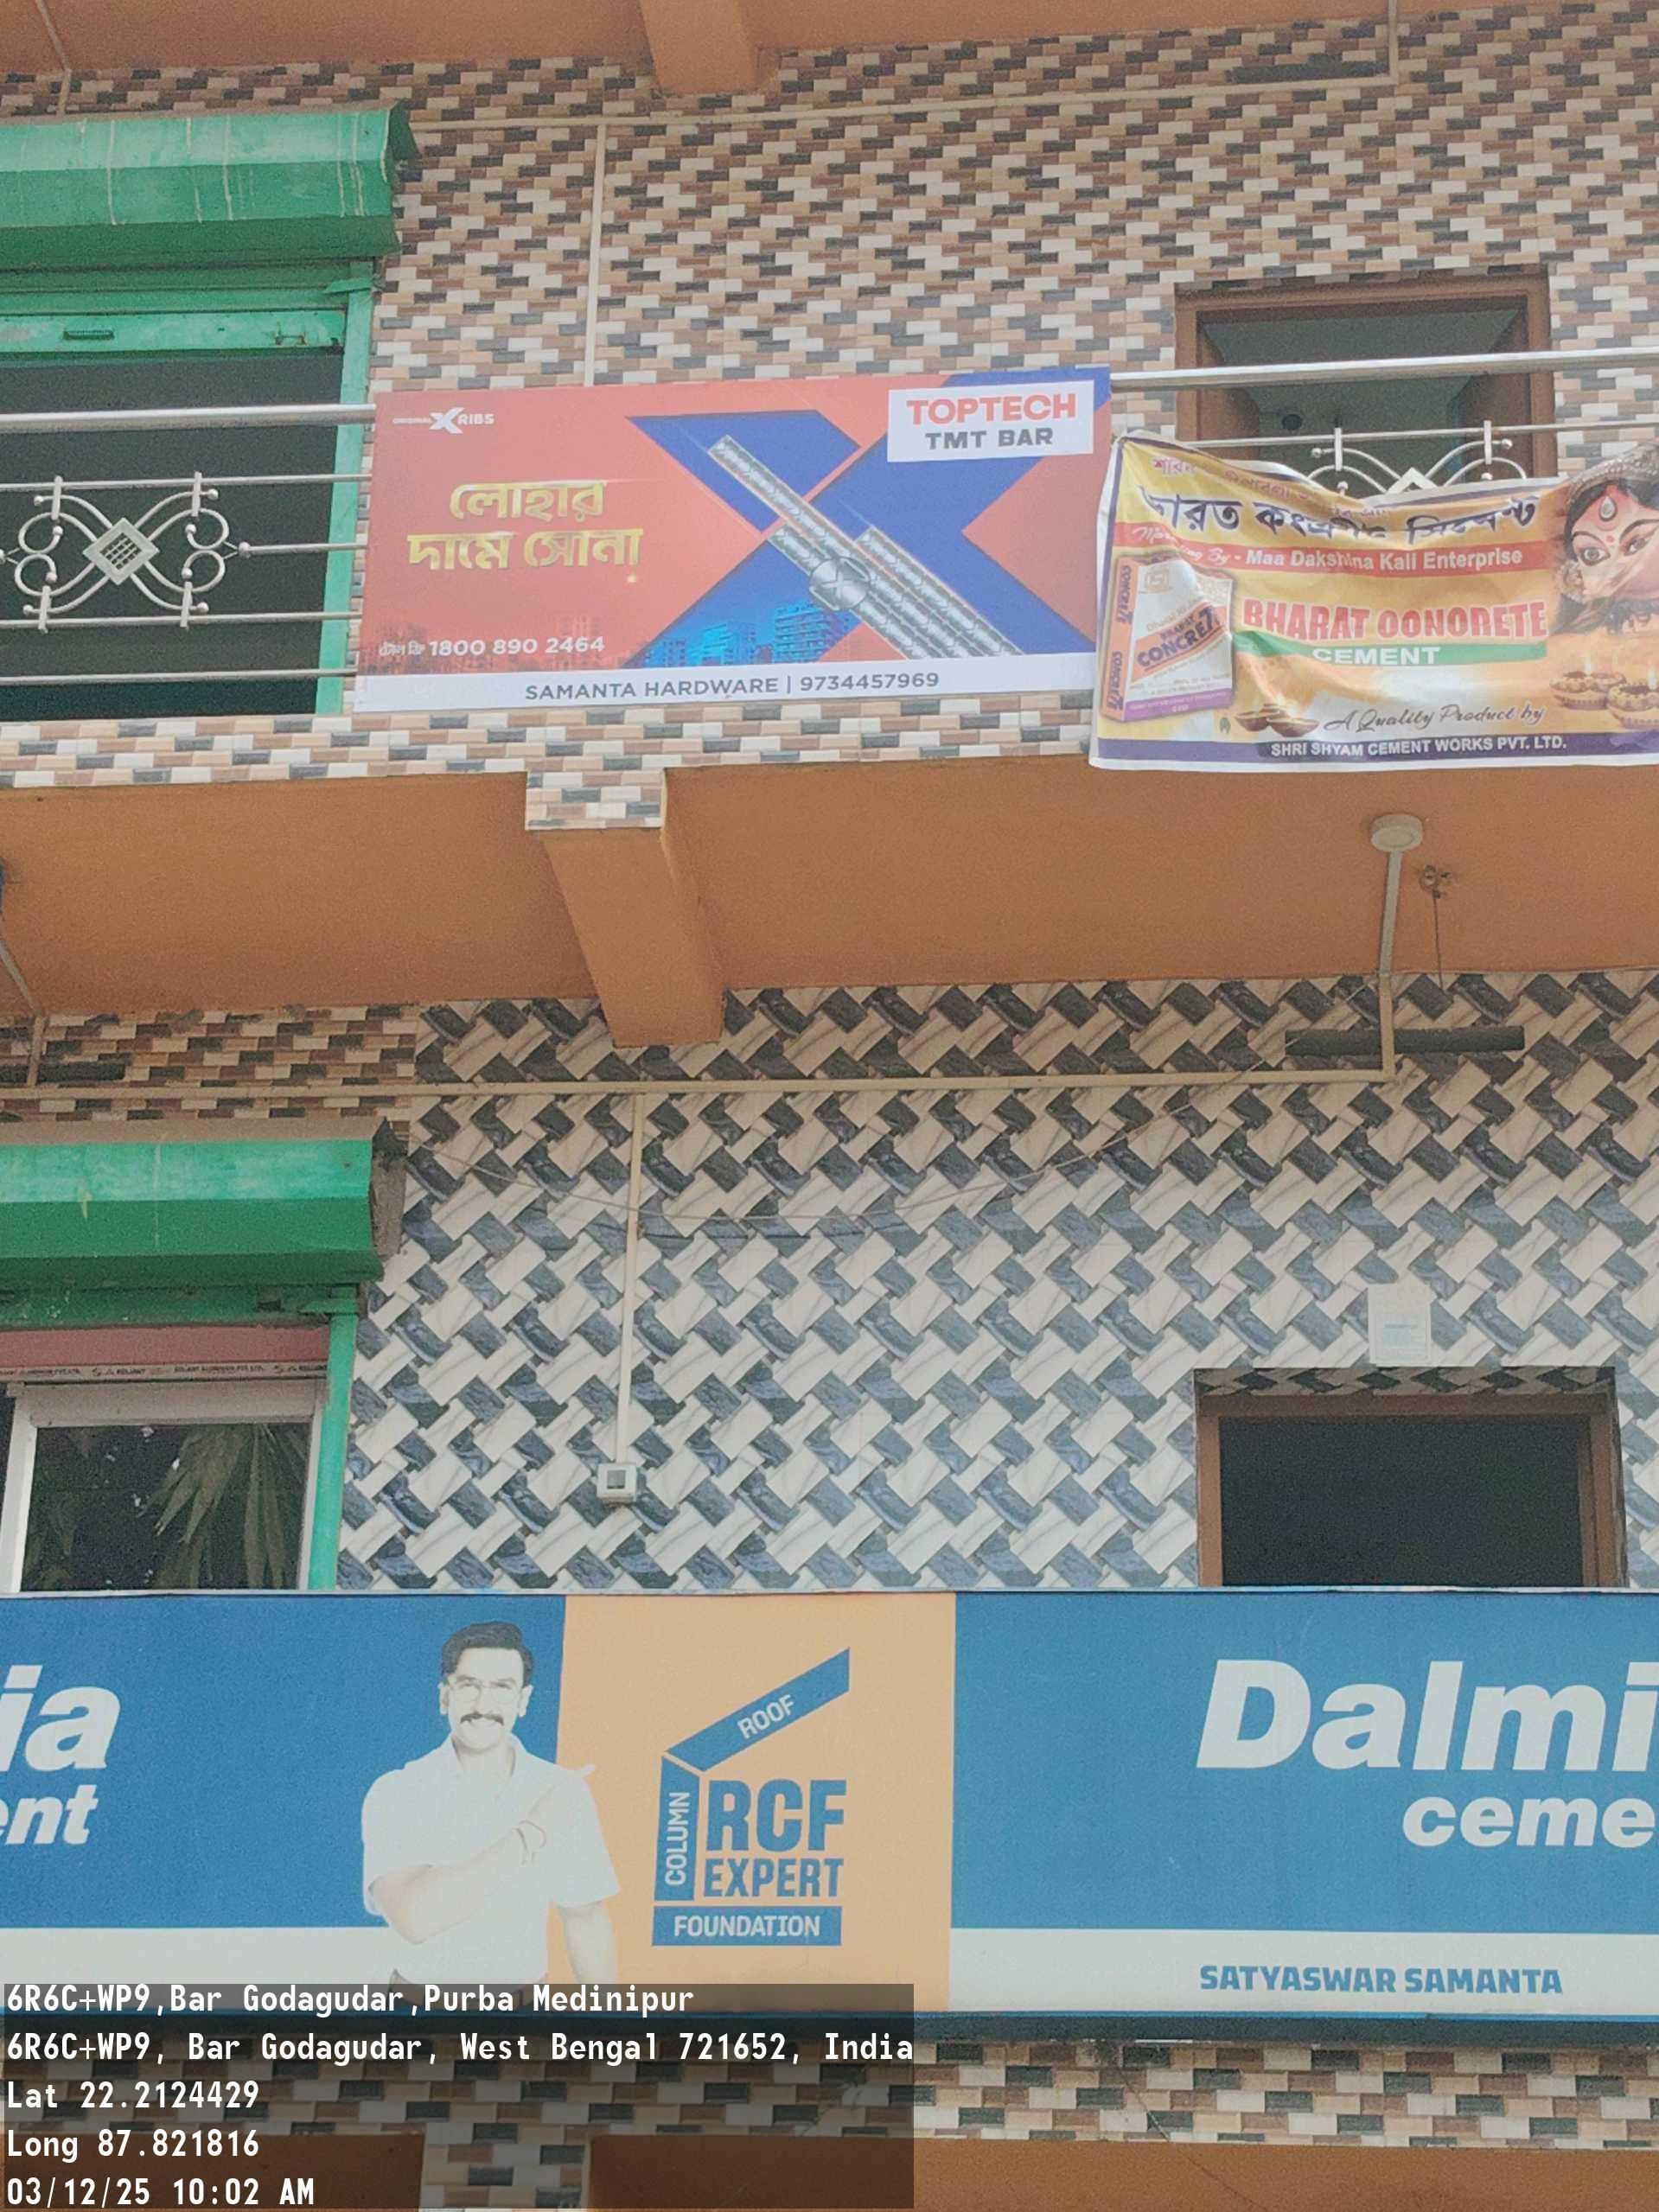 ORIGINAL X RIBS
TOPTECH
TMT BAR
লোহার
দামে সোনা
টোল ফ্রি 1800 890 2464
SAMANTA HARDWARE | 9734457969
ভারত কংক্রীট সিমেন্ট
By - Maa Dakshina Kali Enterprise
BHARAT CONCRETE
CEMENT
CONCRE
A Quality Product by
SHRI SHYAM CEMENT WORKS PVT. LTD.
ia
ent
ROOF
COLUMN
RCF
EXPERT
FOUNDATION
Dalmi
ceme
SATYASWAR SAMANTA
6R6C+WP9,Bar Godagudar,Purba Medinipur
6R6C+WP9, Bar Godagudar, West Bengal 721652, India
Lat 22.2124429
Long 87.821816
03/12/25 10:02 AM